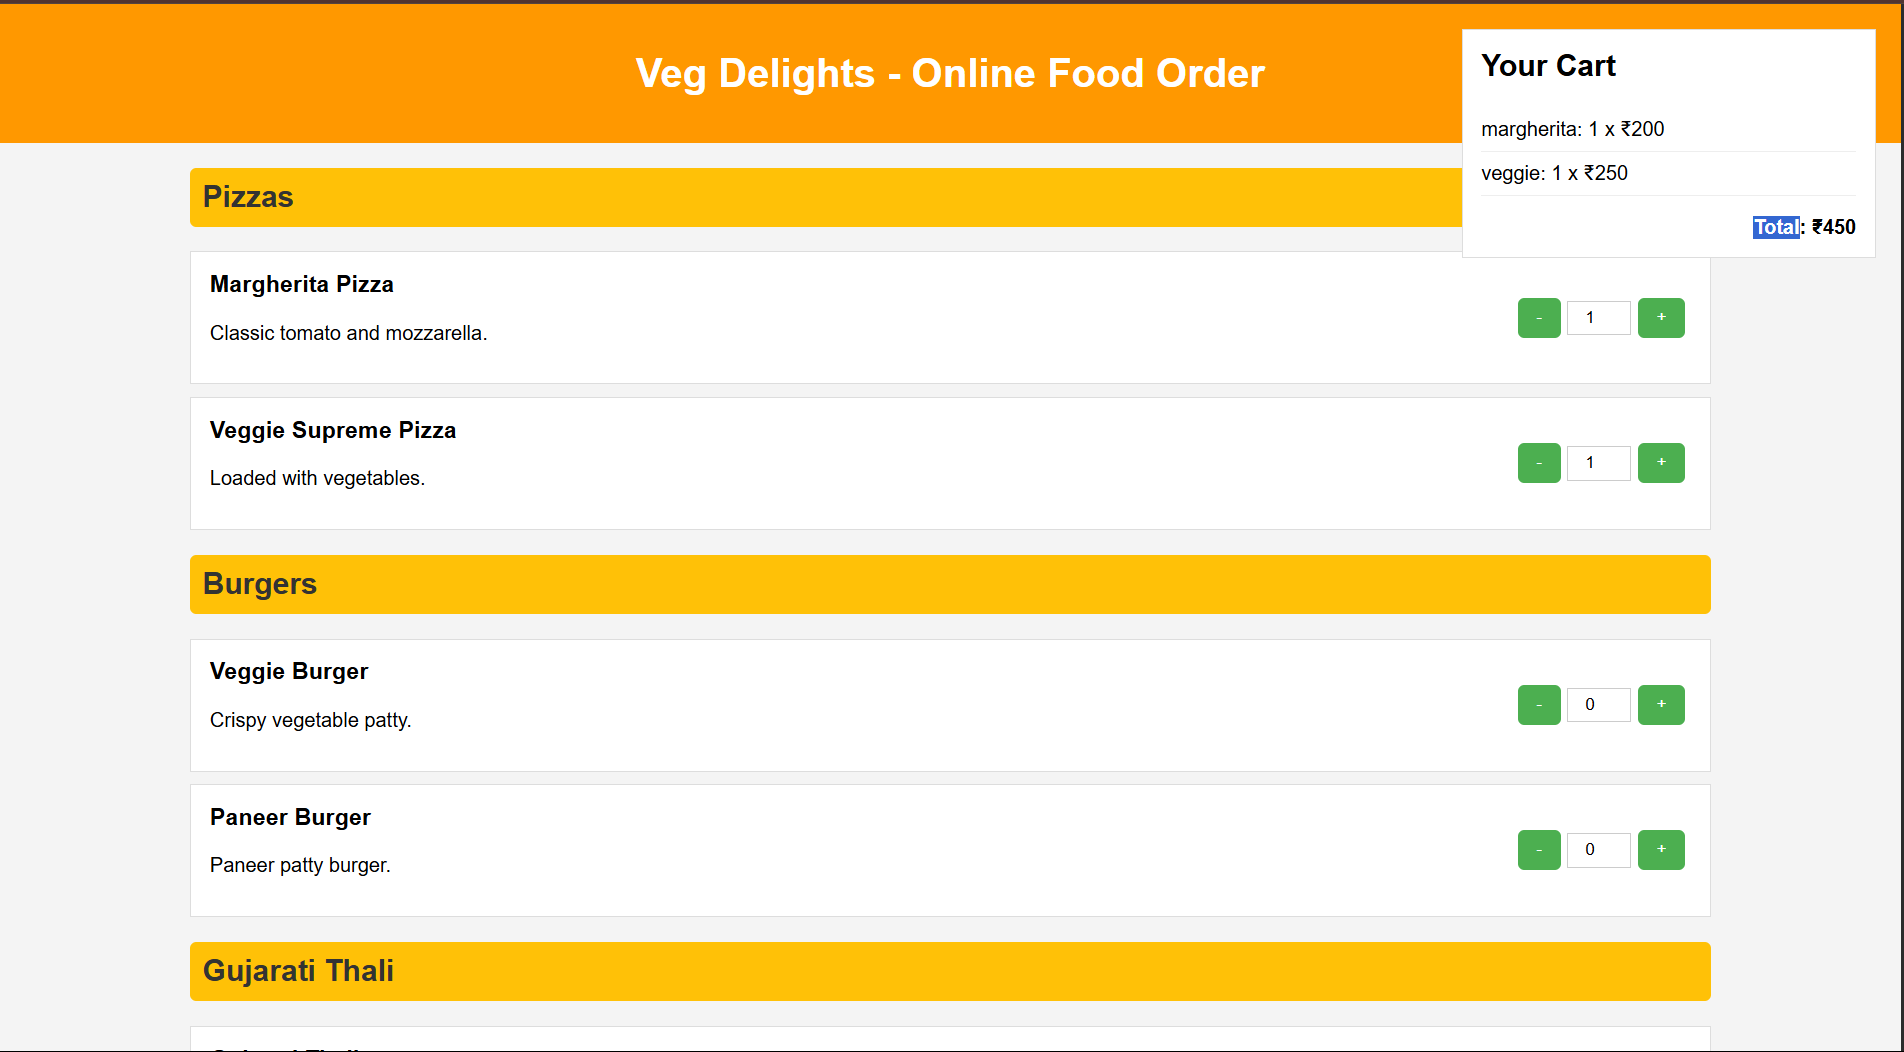 Veg Delights - Online Food Order
Your Cart
margherita: 1 x ₹200
veggie: 1 x ₹250
Total: ₹450
Pizzas
Margherita Pizza
Classic tomato and mozzarella.
- 1 +
Veggie Supreme Pizza
Loaded with vegetables.
- 1 +
Burgers
Veggie Burger
Crispy vegetable patty.
- 0 +
Paneer Burger
Paneer patty burger.
- 0 +
Gujarati Thali